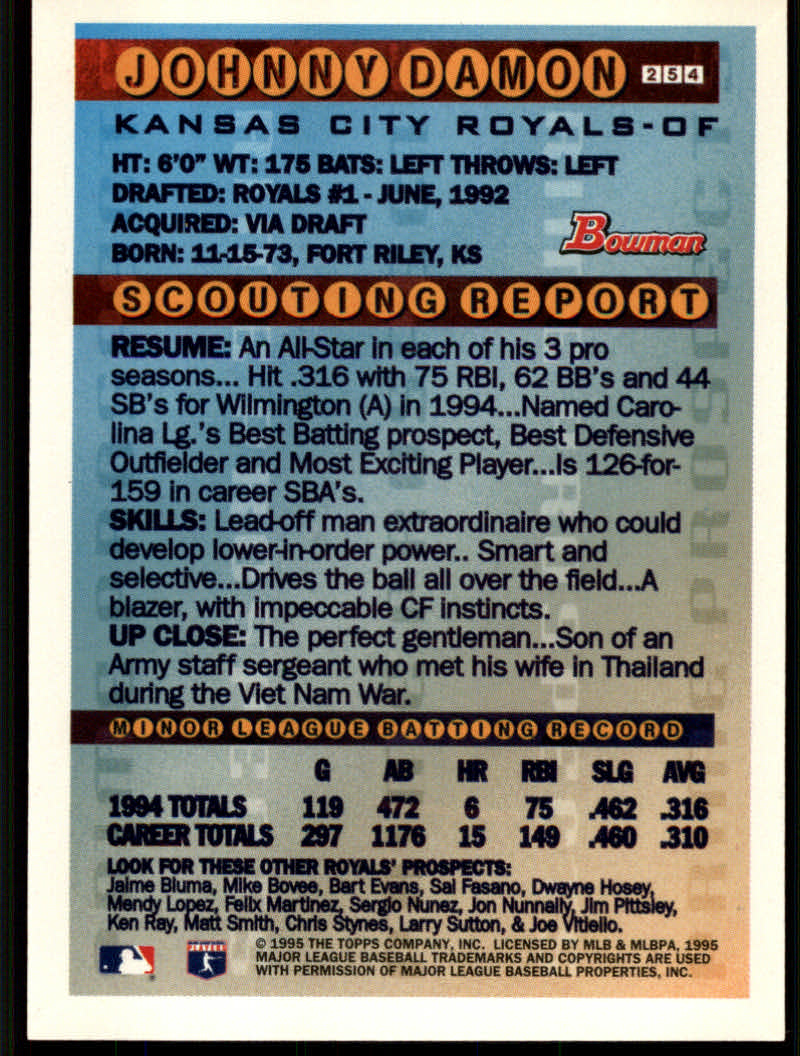 JOHNNY DAMON 254
KANSAS CITY ROYALS-OF
HT: 6'0" WT: 175 BATS: LEFT THROWS: LEFT
DRAFTED: ROYALS #1 - JUNE, 1992
ACQUIRED: VIA DRAFT
BORN: 11-15-73, FORT RILEY, KS
Bowman
SCOUTING REPORT
RESUME: An All-Star in each of his 3 pro
seasons... Hit .316 with 75 RBI, 62 BB's and 44
SB's for Wilmington (A) in 1994...Named Caro-
lina Lg.'s Best Batting prospect, Best Defensive
Outfielder and Most Exciting Player...Is 126-for-
159 in career SBA's.
SKILLS: Lead-off man extraordinaire who could
develop lower-in-order power.. Smart and
selective...Drives the ball all over the field...A
blazer, with impeccable CF instincts.
UP CLOSE: The perfect gentleman...Son of an
Army staff sergeant who met his wife in Thailand
during the Viet Nam War.
MINOR LEAGUE BATTING RECORD
G AB HR RBI SLG AVG
1994 TOTALS 119 472 6 75 .462 .316
CAREER TOTALS 297 1176 15 149 .460 .310
LOOK FOR THESE OTHER ROYALS' PROSPECTS:
Jaime Bluma, Mike Bovee, Bart Evans, Sal Fasano, Dwayne Hosey,
Mendy Lopez, Felix Martinez, Sergio Nunez, Jon Nunnally, Jim Pittsley,
Ken Ray, Matt Smith, Chris Stynes, Larry Sutton, & Joe Vitiello.
© 1995 THE TOPPS COMPANY, INC. LICENSED BY MLB & MLBPA, 1995
MAJOR LEAGUE BASEBALL TRADEMARKS AND COPYRIGHTS ARE USED
WITH PERMISSION OF MAJOR LEAGUE BASEBALL PROPERTIES, INC.